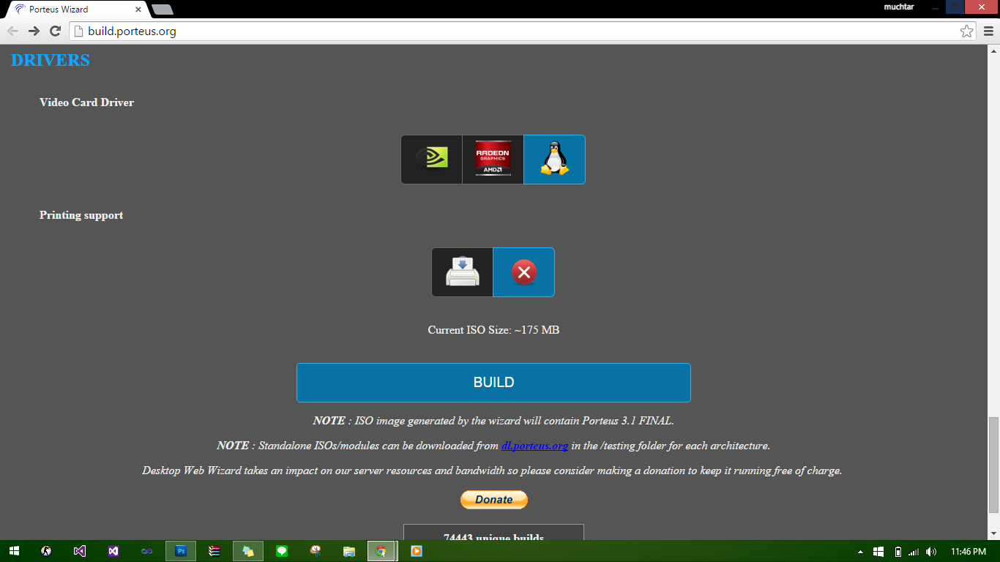 Porteus Wizard
muchtar
build.porteus.org
DRIVERS
Video Card Driver
RADEON
GRAPHICS
AMD
Printing support
Current ISO Size: ~175 MB
BUILD
NOTE : ISO image generated by the wizard will contain Porteus 3.1 FINAL.
NOTE : Standalone ISOs/modules can be downloaded from dl.porteus.org in the /testing folder for each architecture.
Desktop Web Wizard takes an impact on our server resources and bandwidth so please consider making a donation to keep it running free of charge.
Donate
74443 unique builds
Ps
11:46 PM